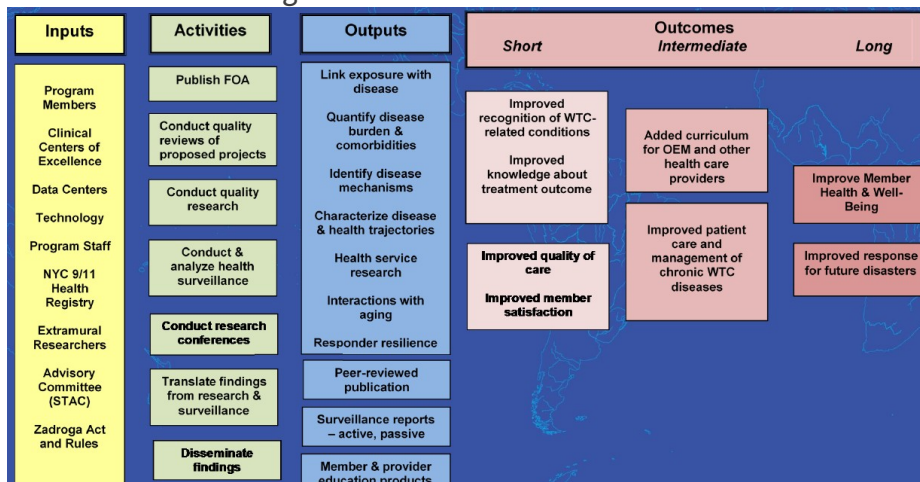 Inputs
Activities
Outputs
Outcomes
Short
Intermediate
Long
Program
Members
Clinical
Centers of
Excellence
Data Centers
Technology
Program Staff
NYC 9/11
Health
Registry
Extramural
Researchers
Advisory
Committee
(STAC)
Zadroga Act
and Rules
Publish FOA
Conduct quality
reviews of
proposed projects
Conduct quality
research
Conduct &
analyze health
surveillance
Conduct research
conferences
Translate findings
from research &
surveillance
Disseminate
findings
Link exposure with
disease
Quantify disease
burden &
comorbidities
Identify disease
mechanisms
Characterize disease
& health trajectories
Health service
research
Interactions with
aging
Responder resilience
Peer-reviewed
publication
Surveillance reports
– active, passive
Member & provider
education products
Improved
recognition of WTC-
related conditions
Improved
knowledge about
treatment outcome
Improved quality of
care
Improved member
satisfaction
Added curriculum
for OEM and other
health care
providers
Improved patient
care and
management of
chronic WTC
diseases
Improve Member
Health & Well-
Being
Improved response
for future disasters